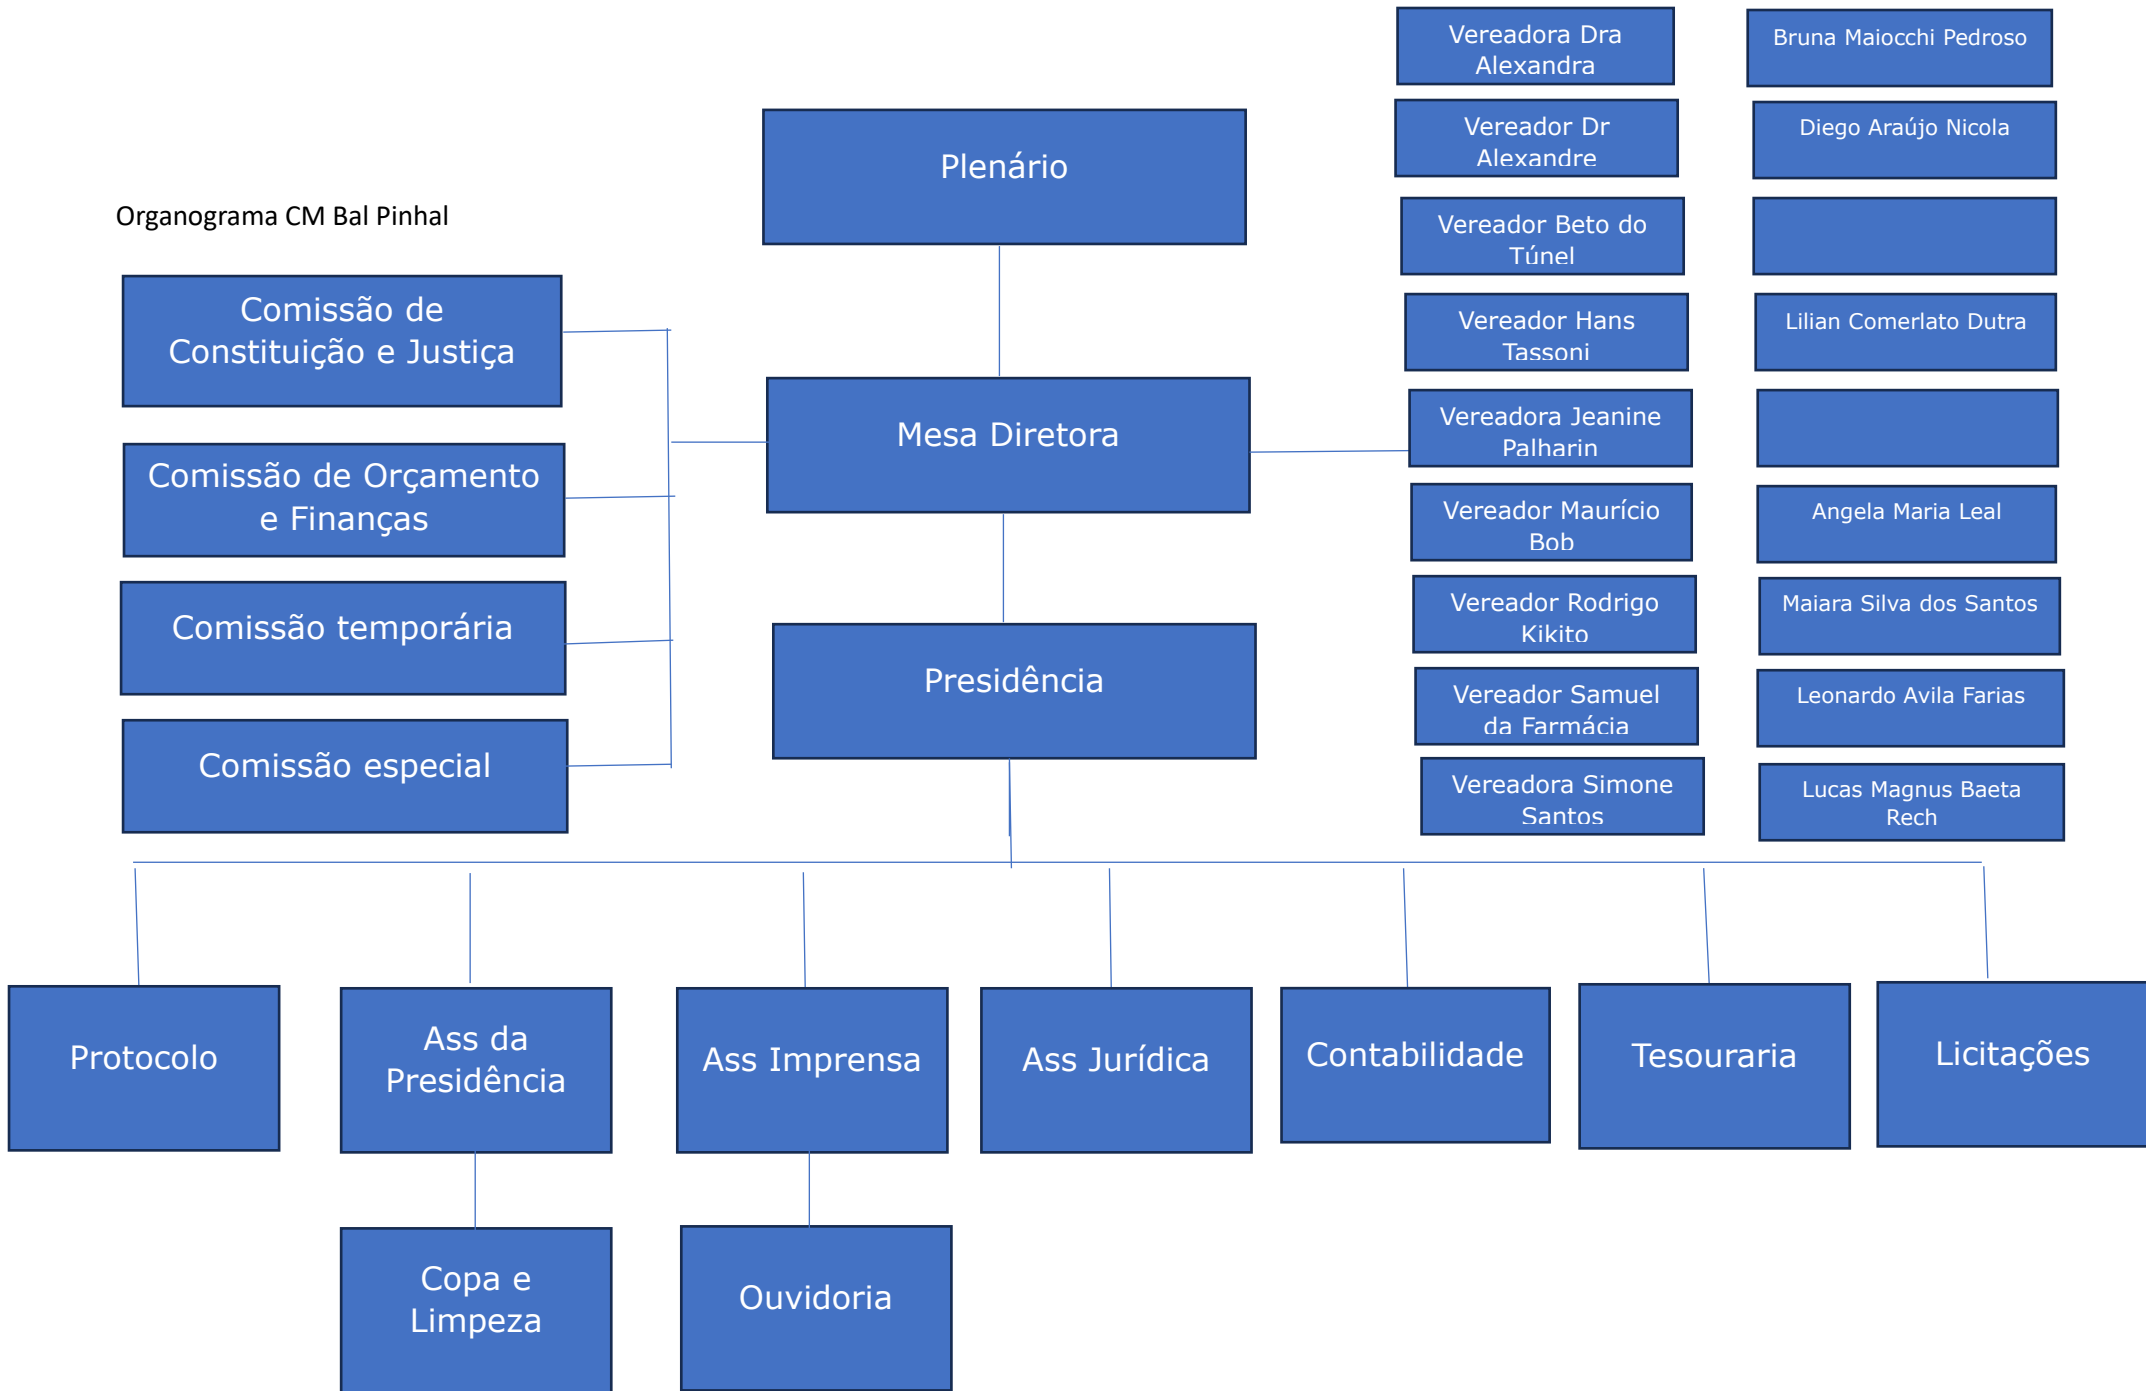 Organograma CM Bal Pinhal
Plenário
Mesa Diretora
Presidência
Comissão de
Constituição e Justiça
Comissão de Orçamento
e Finanças
Comissão temporária
Comissão especial
Vereadora Dra
Alexandra
Bruna Maiocchi Pedroso
Vereador Dr
Alexandre
Diego Araújo Nicola
Vereador Beto do
Túnel
Vereador Hans
Tassoni
Lilian Comerlato Dutra
Vereadora Jeanine
Palharin
Vereador Maurício
Bob
Angela Maria Leal
Vereador Rodrigo
Kikito
Maiara Silva dos Santos
Vereador Samuel
da Farmácia
Leonardo Avila Farias
Vereadora Simone
Santos
Lucas Magnus Baeta
Rech
Protocolo
Ass da
Presidência
Ass Imprensa
Ass Jurídica
Contabilidade
Tesouraria
Licitações
Copa e
Limpeza
Ouvidoria